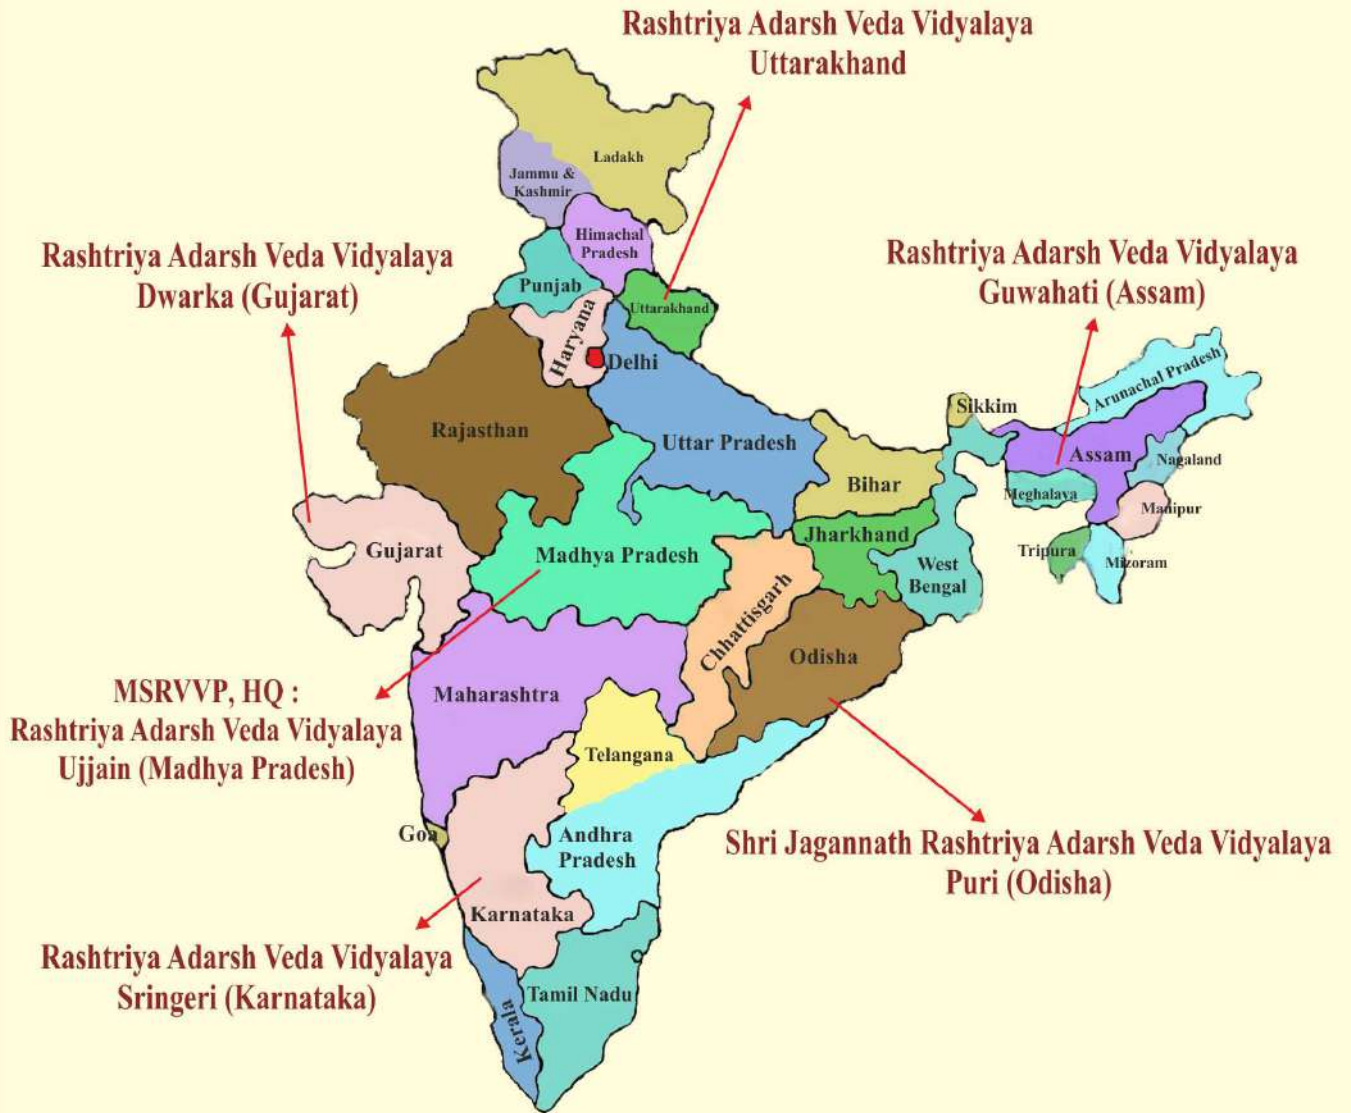 Rashtriya Adarsh Veda Vidyalaya
Uttarakhand
Ladakh
Jammu &
Kashmir
Himachal
Pradesh
Rashtriya Adarsh Veda Vidyalaya
Dwarka (Gujarat)
Rashtriya Adarsh Veda Vidyalaya
Guwahati (Assam)
Punjab
Uttarakhand
Haryana
Delhi
Arunachal Pradesh
Sikkim
Rajasthan
Uttar Pradesh
Assam
Nagaland
Bihar
Meghalaya
Manipur
Jharkhand
Gujarat
Madhya Pradesh
Tripura
Mizoram
West
Bengal
Chhattisgarh
Odisha
MSRVVP, HQ :
Rashtriya Adarsh Veda Vidyalaya
Ujjain (Madhya Pradesh)
Maharashtra
Telangana
Goa
Andhra
Pradesh
Shri Jagannath Rashtriya Adarsh Veda Vidyalaya
Puri (Odisha)
Karnataka
Rashtriya Adarsh Veda Vidyalaya
Sringeri (Karnataka)
Tamil Nadu
Kerala